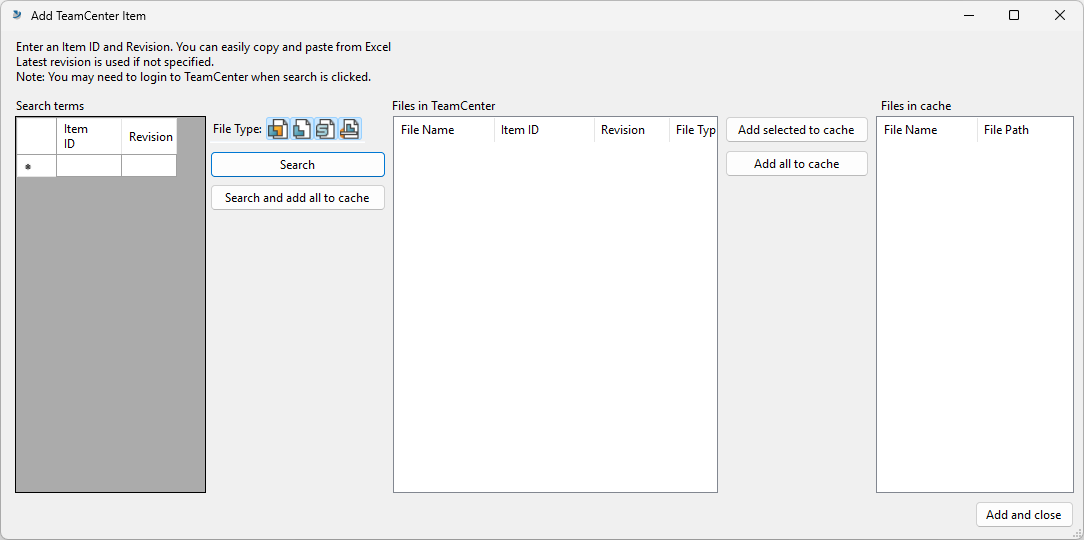 Add TeamCenter Item
Enter an Item ID and Revision. You can easily copy and paste from Excel
Latest revision is used if not specified.
Note: You may need to login to TeamCenter when search is clicked.
Search terms
Item
ID
Revision
File Type:
Search
Search and add all to cache
Files in TeamCenter
File Name
Item ID
Revision
File Typ
Add selected to cache
Add all to cache
Files in cache
File Name
File Path
Add and close